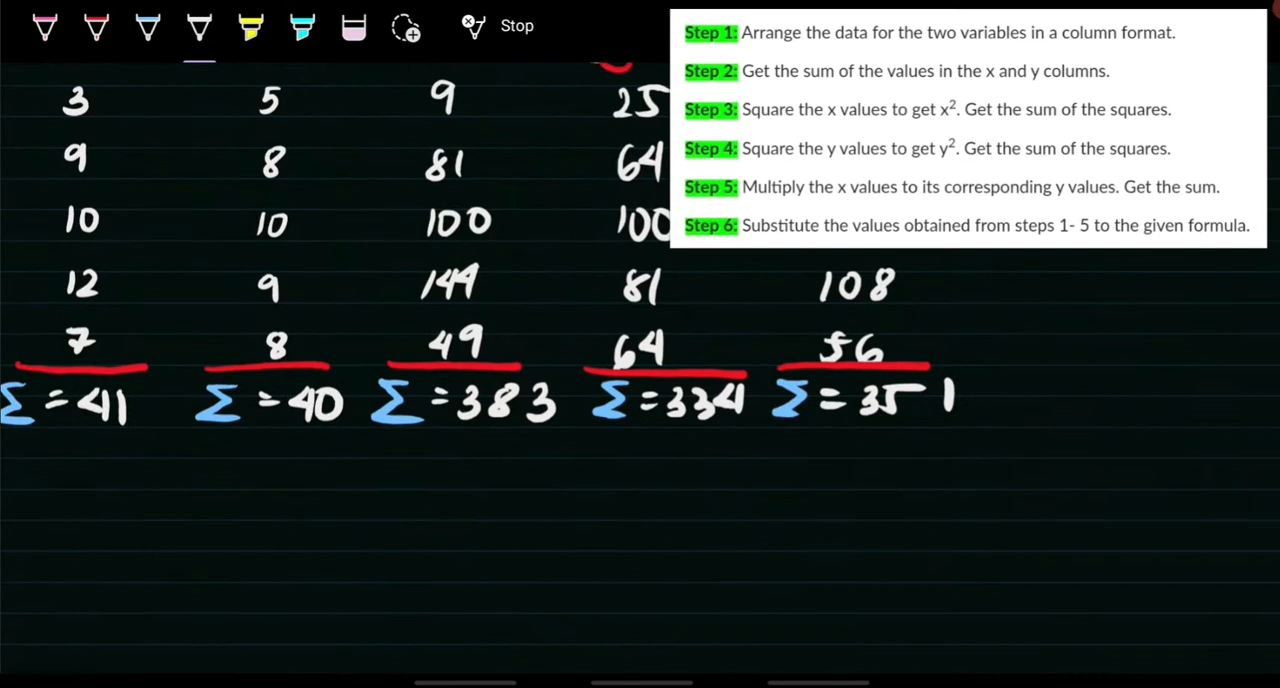 Stop
Step 1: Arrange the data for the two variables in a column format.
Step 2: Get the sum of the values in the x and y columns.
Step 3: Square the x values to get x². Get the sum of the squares.
Step 4: Square the y values to get y². Get the sum of the squares.
Step 5: Multiply the x values to its corresponding y values. Get the sum.
Step 6: Substitute the values obtained from steps 1- 5 to the given formula.
3 5 9 25
9 8 81 64
10 10 100 100
12 9 144 81 108
7 8 49 64 56
Σ = 41 Σ = 40 Σ = 383 Σ = 334 Σ = 351